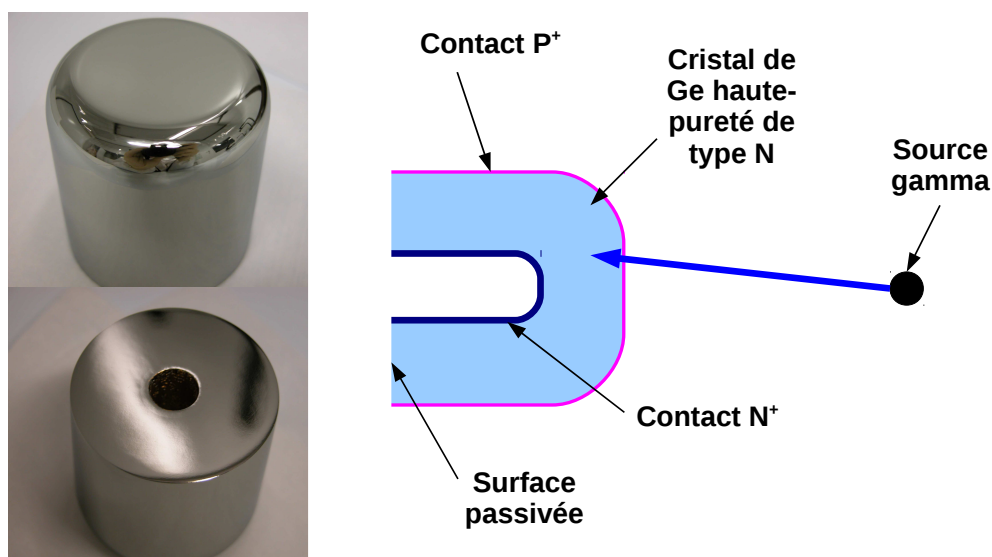 Contact P+
Cristal de
Ge haute-
pureté de
type N
Source
gamma
Contact N+
Surface
passivée